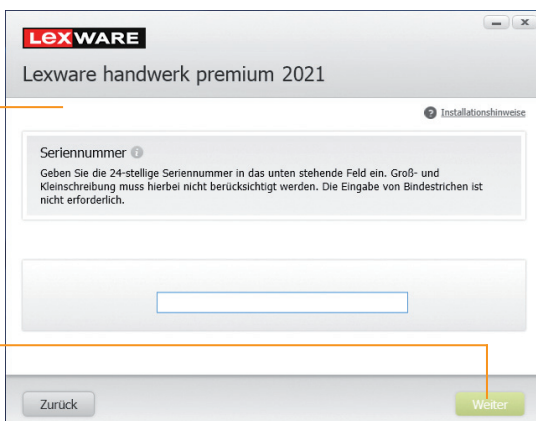 LEXWARE
Lexware handwerk premium 2021
Installationshinweise
Seriennummer
Geben Sie die 24-stellige Seriennummer in das unten stehende Feld ein. Groß- und
Kleinschreibung muss hierbei nicht berücksichtigt werden. Die Eingabe von Bindestrichen ist
nicht erforderlich.
Zurück
Weiter